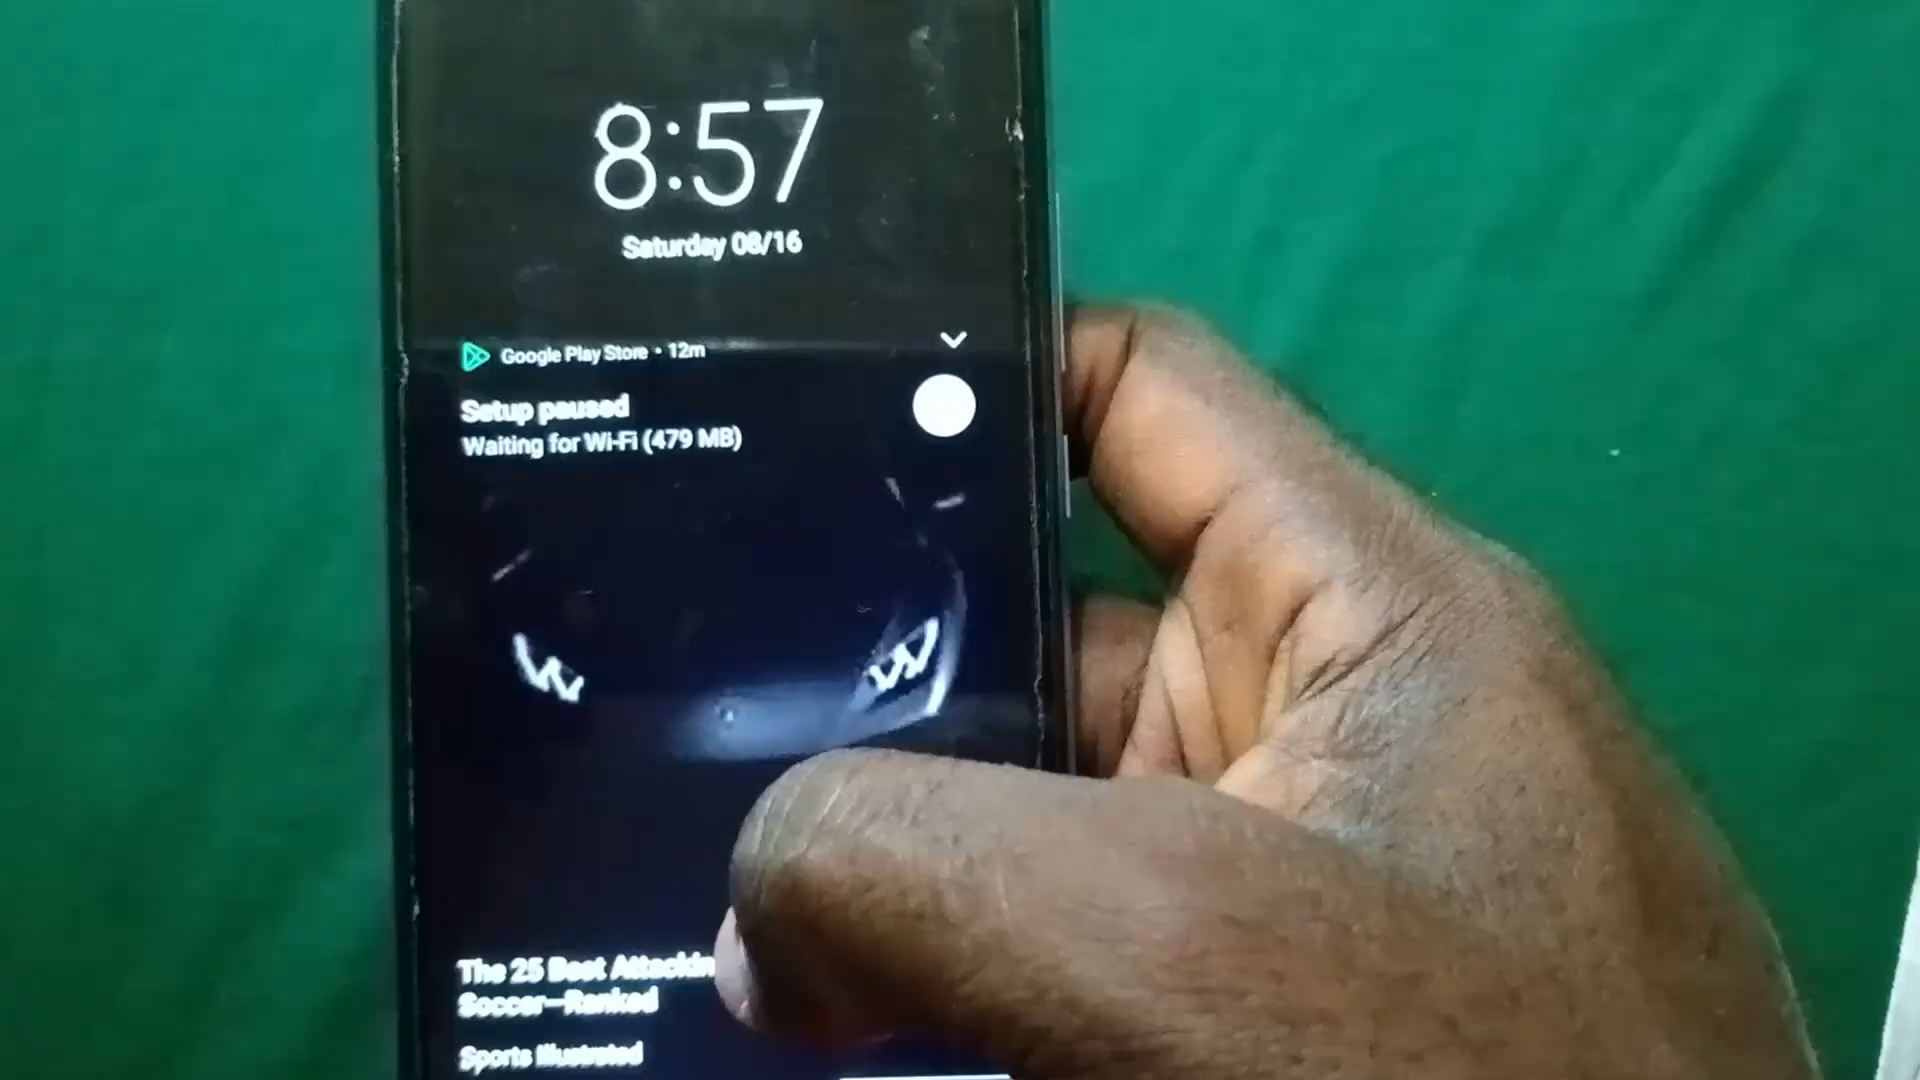 8:57
Saturday 08/16
Google Play Store • 12m
Setup paused
Waiting for Wi-Fi (479 MB)
The 25 Best Attackin
Soccer—Ranked
Sports Illustrated